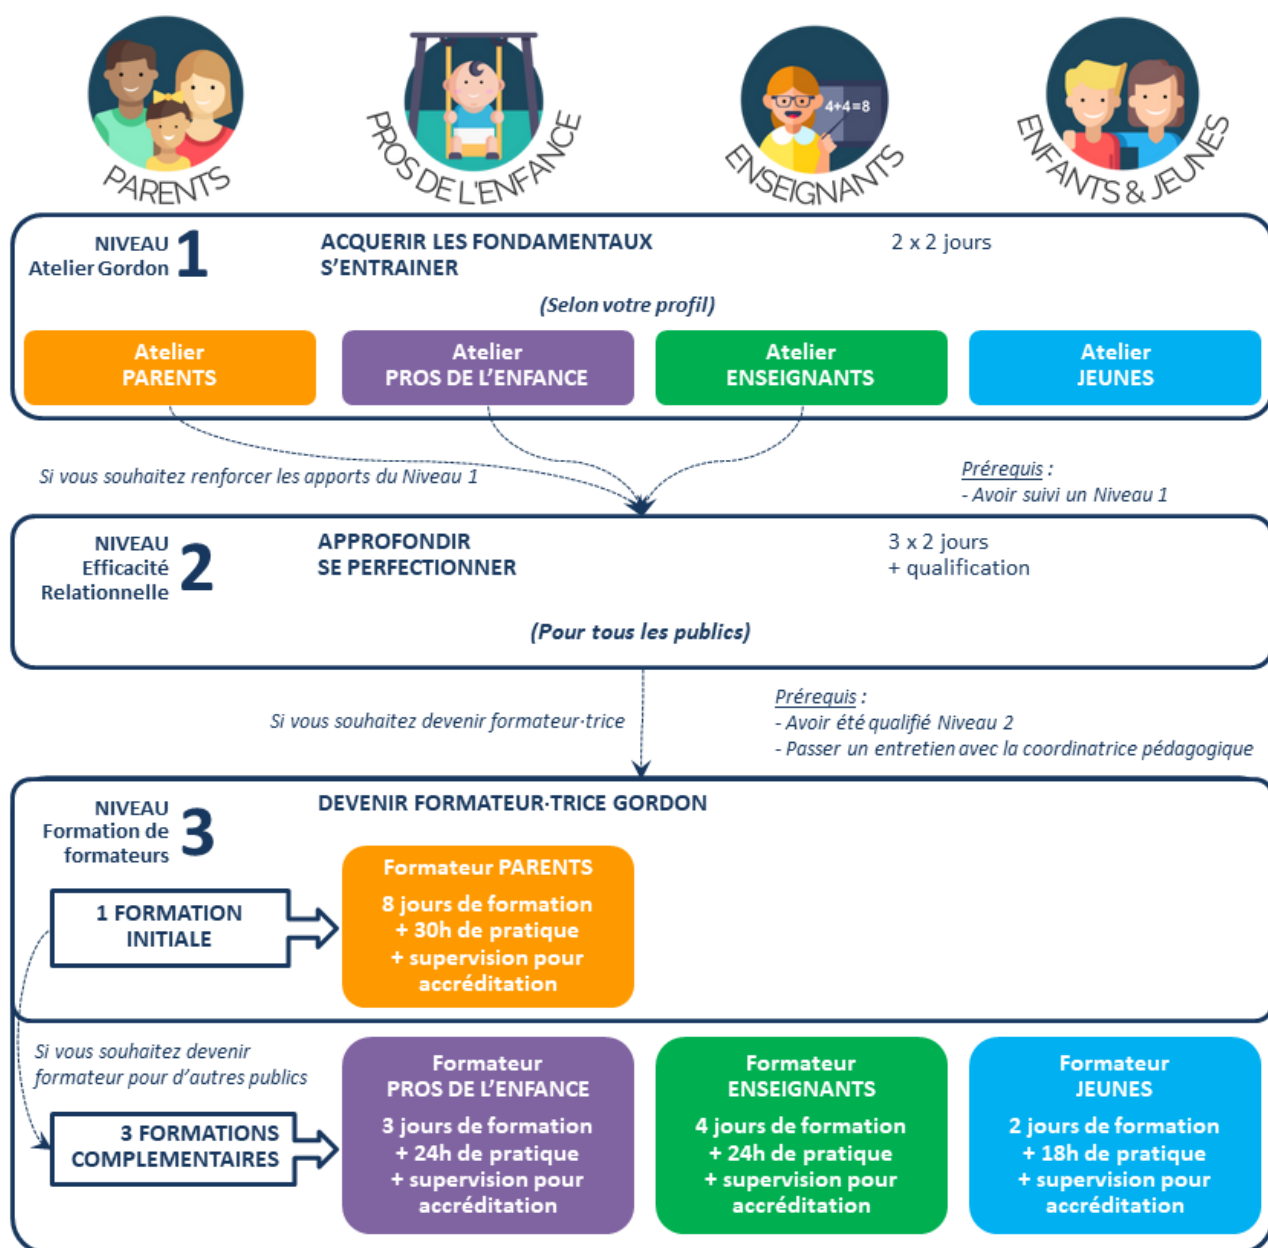 PARENTS
PROS DE L'ENFANCE
4+4=8
ENSEIGNANTS
ENFANTS & JEUNES
NIVEAU
Atelier Gordon
1
ACQUERIR LES FONDAMENTAUX
S'ENTRAINER
2 x 2 jours
(Selon votre profil)
Atelier
PARENTS
Atelier
PROS DE L'ENFANCE
Atelier
ENSEIGNANTS
Atelier
JEUNES
Si vous souhaitez renforcer les apports du Niveau 1
Prérequis :
- Avoir suivi un Niveau 1
NIVEAU
Efficacité
Relationnelle
2
APPROFONDIR
SE PERFECTIONNER
3 x 2 jours
+ qualification
(Pour tous les publics)
Si vous souhaitez devenir formateur·trice
Prérequis :
- Avoir été qualifié Niveau 2
- Passer un entretien avec la coordinatrice pédagogique
NIVEAU
Formation de
formateurs
3
DEVENIR FORMATEUR·TRICE GORDON
1 FORMATION
INITIALE
Formateur PARENTS
8 jours de formation
+ 30h de pratique
+ supervision pour
accréditation
Si vous souhaitez devenir
formateur pour d'autres publics
3 FORMATIONS
COMPLEMENTAIRES
Formateur
PROS DE L'ENFANCE
3 jours de formation
+ 24h de pratique
+ supervision pour
accréditation
Formateur
ENSEIGNANTS
4 jours de formation
+ 24h de pratique
+ supervision pour
accréditation
Formateur
JEUNES
2 jours de formation
+ 18h de pratique
+ supervision pour
accréditation